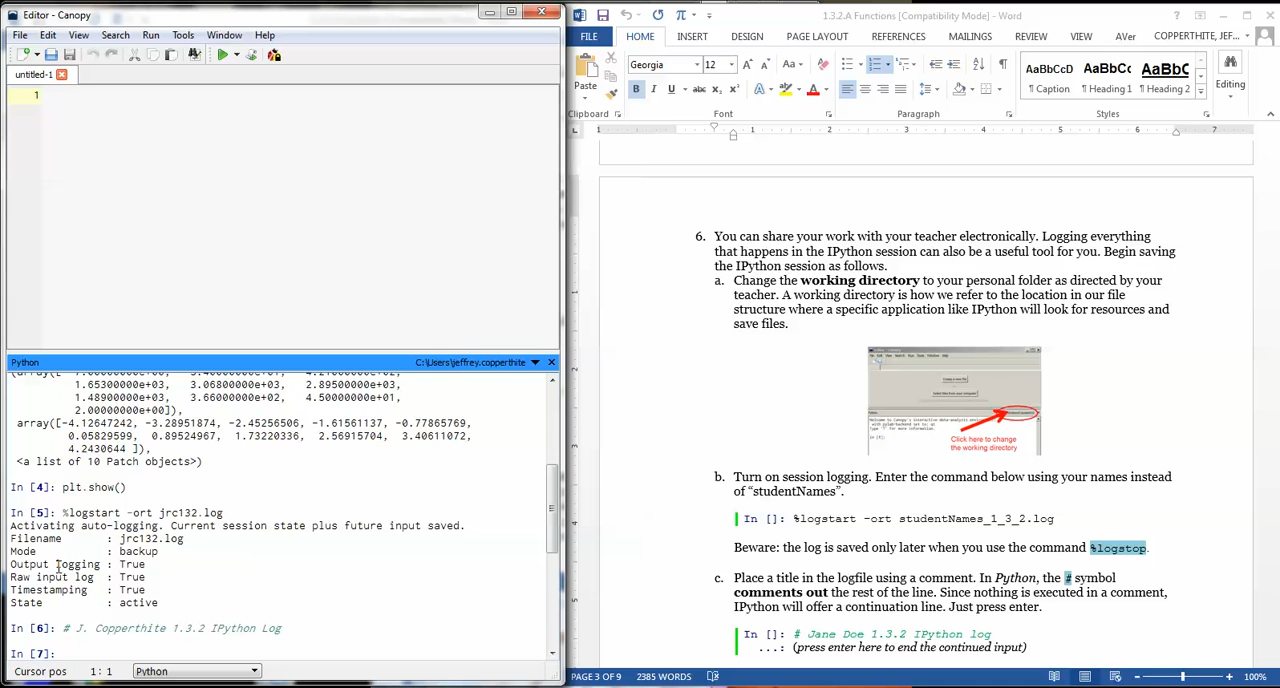 Editor - Canopy
File Edit View Search Run Tools Window Help
untitled-1
1
Python C:\Users\jeffrey.copperthite
1.65300000e+03, 3.06800000e+03, 2.89500000e+03,
1.48900000e+03, 3.66000000e+02, 4.50000000e+01,
2.00000000e+00]),
array([-4.12647242, -3.28
0.05829599, 0.89524967, 1.73220336, 2.56915704, 3.40611072,
4.2430644 ]),
<a list of 10 Patch objects>)
In [4]: plt.show()
In [5]: %logstart -ort jrc132.log
Activating auto-logging. Current session state plus future input saved.
Filename : jrc132.log
Mode : backup
Output logging : True
Raw input log : True
Timestamping : True
State : active
In [6]: # J. Copperthite 1.3.2 IPython Log
In [7]:
Cursor pos 1: 1 Python
1.3.2.A Functions [Compatibility Mode] - Word
FILE HOME INSERT DESIGN PAGE LAYOUT REFERENCES MAILINGS REVIEW VIEW AVer COPPERTHITE, JEF...
Georgia 12 Aa
Paste
B I U abc x₂ x² A A
AaBbCcD AaBbCc AaBbCc
¶ Caption ¶ Heading 1 ¶ Heading 2
Editing
Clipboard Font Paragraph Styles
1 1 2 3 4 5 6 7
6. You can share your work with your teacher electronically. Logging everything
that happens in the IPython session can also be a useful tool for you. Begin saving
the IPython session as follows.
a. Change the working directory to your personal folder as directed by your
teacher. A working directory is how we refer to the location in our file
structure where a specific application like IPython will look for resources and
save files.
Click here to change
the working directory
b. Turn on session logging. Enter the command below using your names instead
of “studentNames”.
In []: %logstart -ort studentNames_1_3_2.log
Beware: the log is saved only later when you use the command %logstop.
c. Place a title in the logfile using a comment. In Python, the # symbol
comments out the rest of the line. Since nothing is executed in a comment,
IPython will offer a continuation line. Just press enter.
In []: # Jane Doe 1.3.2 IPython log
...: (press enter here to end the continued input)
PAGE 3 OF 9 2385 WORDS 100%